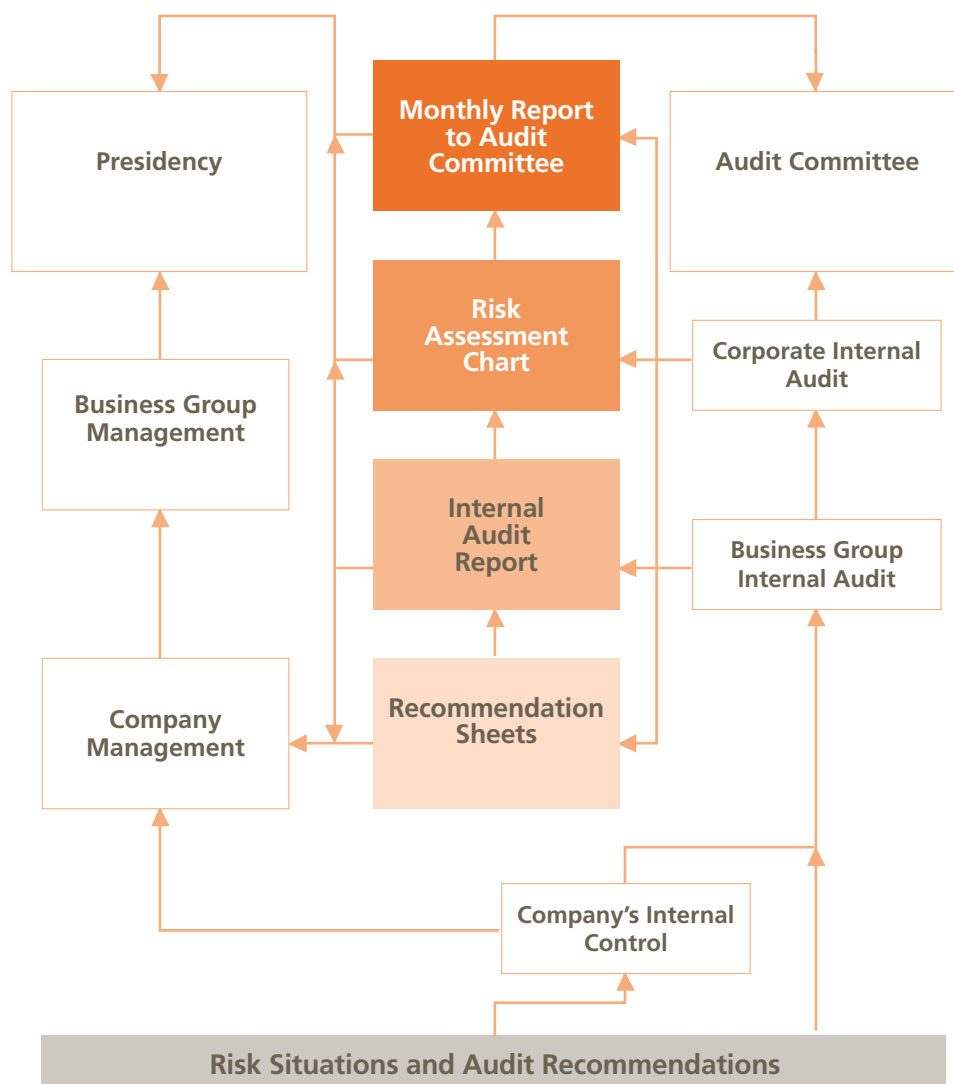 Monthly Report
to Audit
Committee
Presidency
Audit Committee
Risk
Assessment
Chart
Corporate Internal
Audit
Business Group
Management
Internal
Audit
Report
Business Group
Internal Audit
Recommendation
Sheets
Company
Management
Company’s Internal
Control
Risk Situations and Audit Recommendations